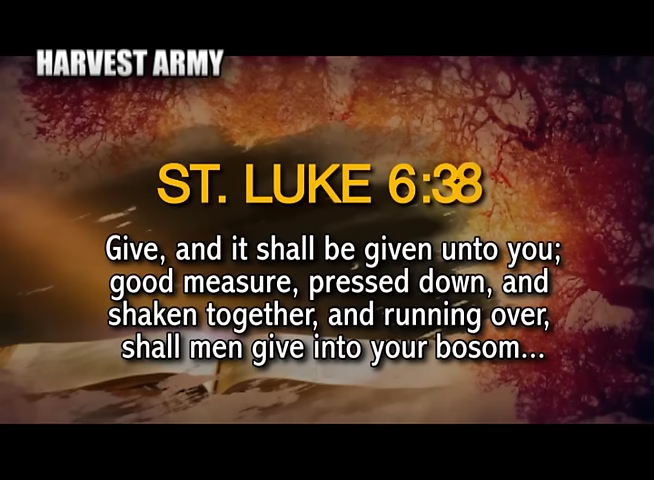 HARVEST ARMY
ST. LUKE 6:38
Give, and it shall be given unto you;
good measure, pressed down, and
shaken together, and running over,
shall men give into your bosom...